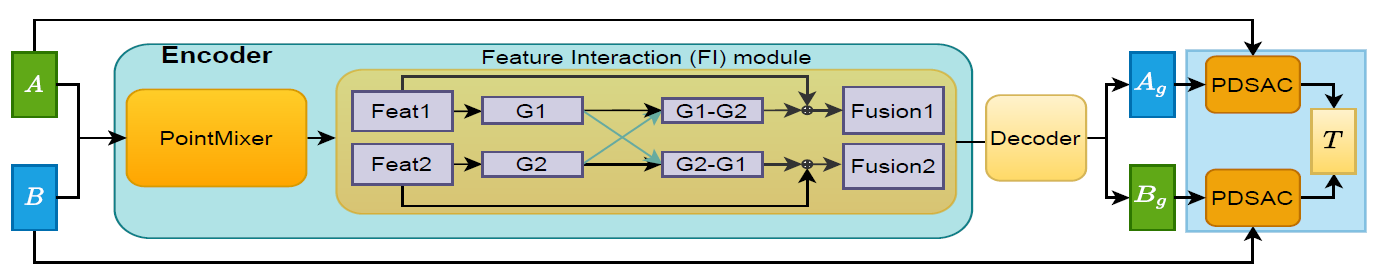 Encoder
Feature Interaction (FI) module
A
B
PointMixer
Feat1
G1
G1-G2
Fusion1
Feat2
G2
G2-G1
Fusion2
Decoder
A_g
B_g
PDSAC
PDSAC
T